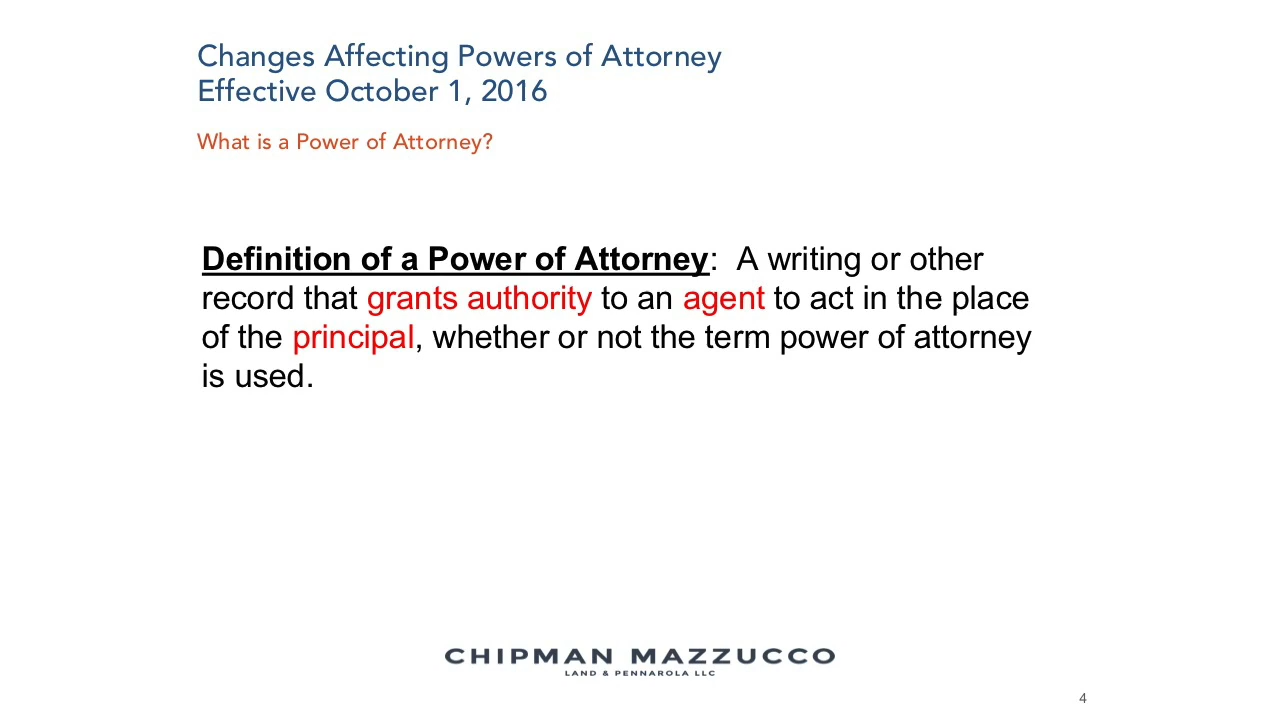 Changes Affecting Powers of Attorney
Effective October 1, 2016
What is a Power of Attorney?
Definition of a Power of Attorney:  A writing or other
record that grants authority to an agent to act in the place
of the principal, whether or not the term power of attorney
is used.
CHIPMAN MAZZUCCO
LAND & PENNAROLA LLC
4